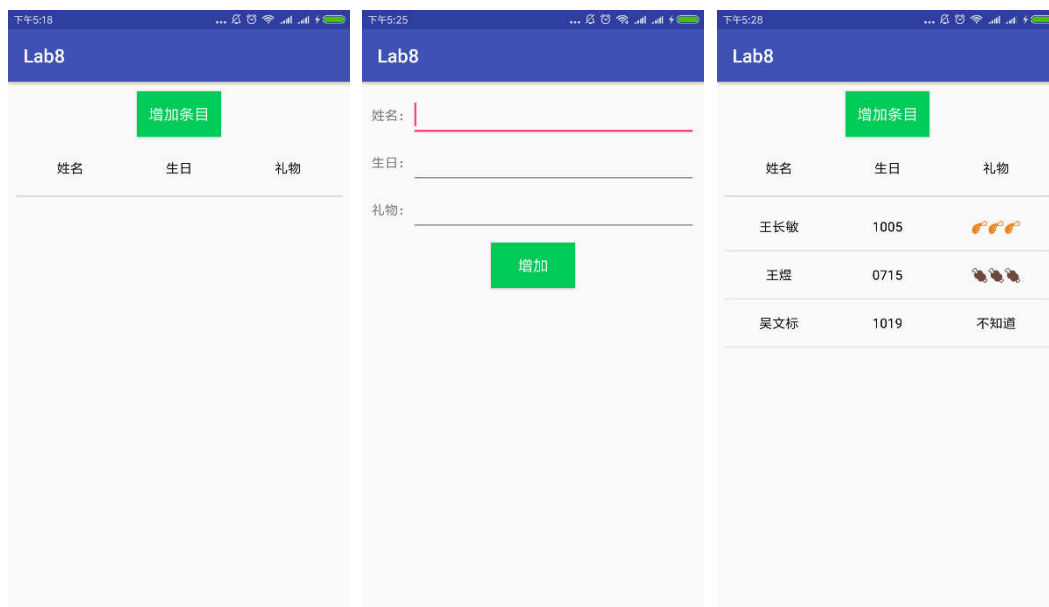 下午5:18
Lab8
增加条目
姓名 生日 礼物
下午5:25
Lab8
姓名:
生日:
礼物:
增加
下午5:28
Lab8
增加条目
姓名 生日 礼物
王长敏 1005 🍗🍗🍗
王煜 0715 🌰🌰🌰
吴文标 1019 不知道